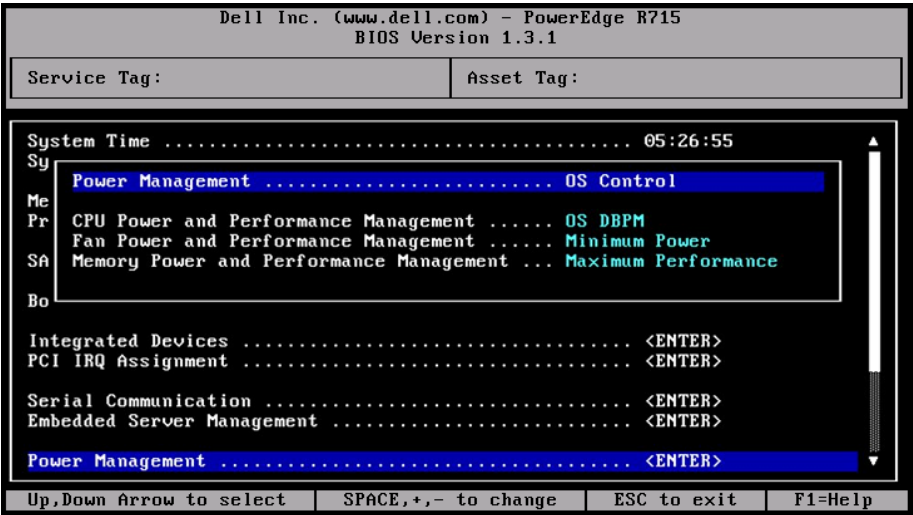 Dell Inc. (www.dell.com) - PowerEdge R715
BIOS Version 1.3.1
Service Tag:
Asset Tag:
System Time ......................................... 05:26:55
Sy
Power Management .......................... OS Control
Me
Pr
CPU Power and Performance Management ...... OS DBPM
Fan Power and Performance Management ...... Minimum Power
SA
Memory Power and Performance Management ... Maximum Performance
Bo
Integrated Devices ................................... <ENTER>
PCI IRQ Assignment ................................... <ENTER>
Serial Communication ............................... <ENTER>
Embedded Server Management ............................ <ENTER>
Power Management ..................................... <ENTER>
Up,Down Arrow to select
SPACE,+,- to change
ESC to exit
F1=Help